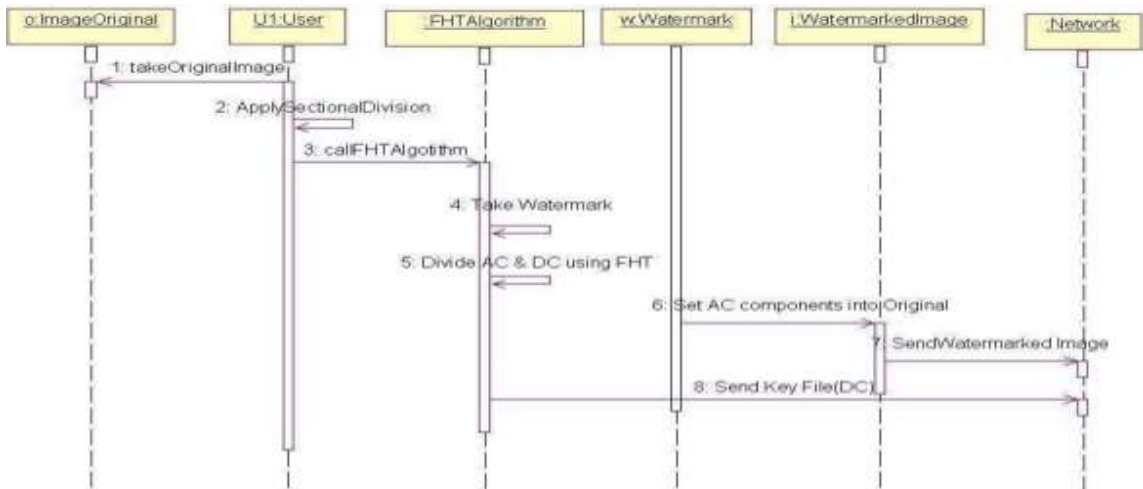 o:ImageOriginal
U1:User
:FHTAlgorithm
w:Watermark
i:WatermarkedImage
:Network
1: takeOriginalImage
2: ApplySectionalDivision
3: callFHTAlgotithm
4: Take Watermark
5: Divide AC & DC using FHT
6: Set AC components into Original
7: SendWatermarked Image
8: Send Key File(DC)